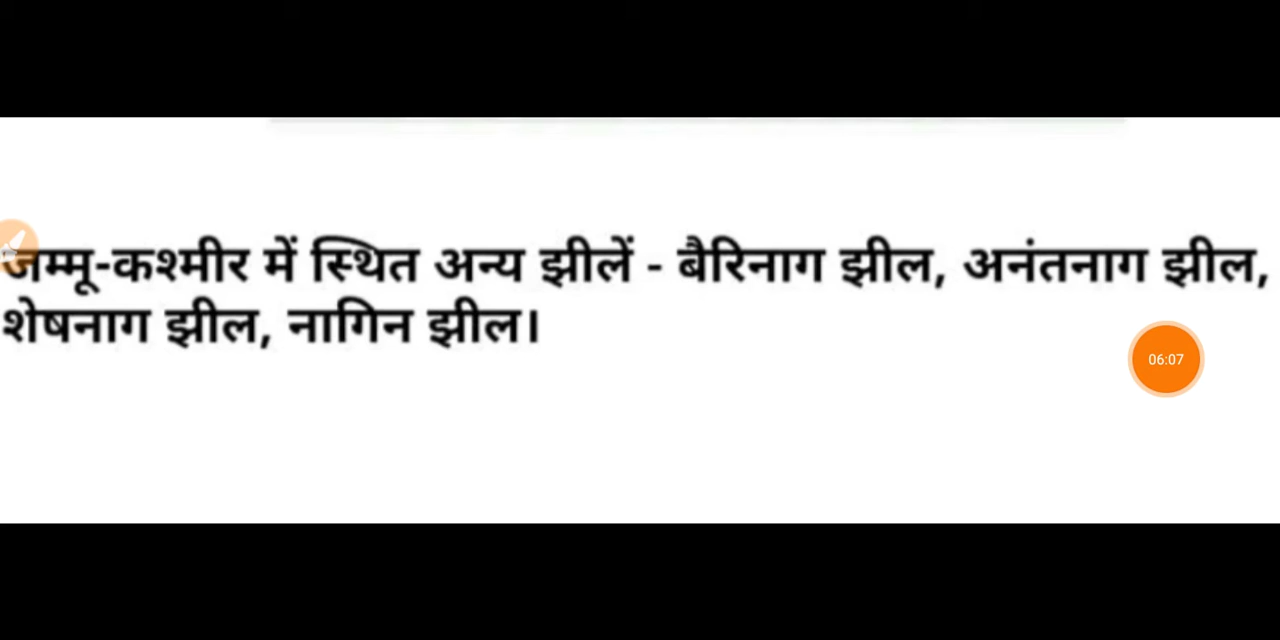 जम्मू-कश्मीर में स्थित अन्य झीलें - बैरिनाग झील, अनंतनाग झील,
शेषनाग झील, नागिन झील।
06:07